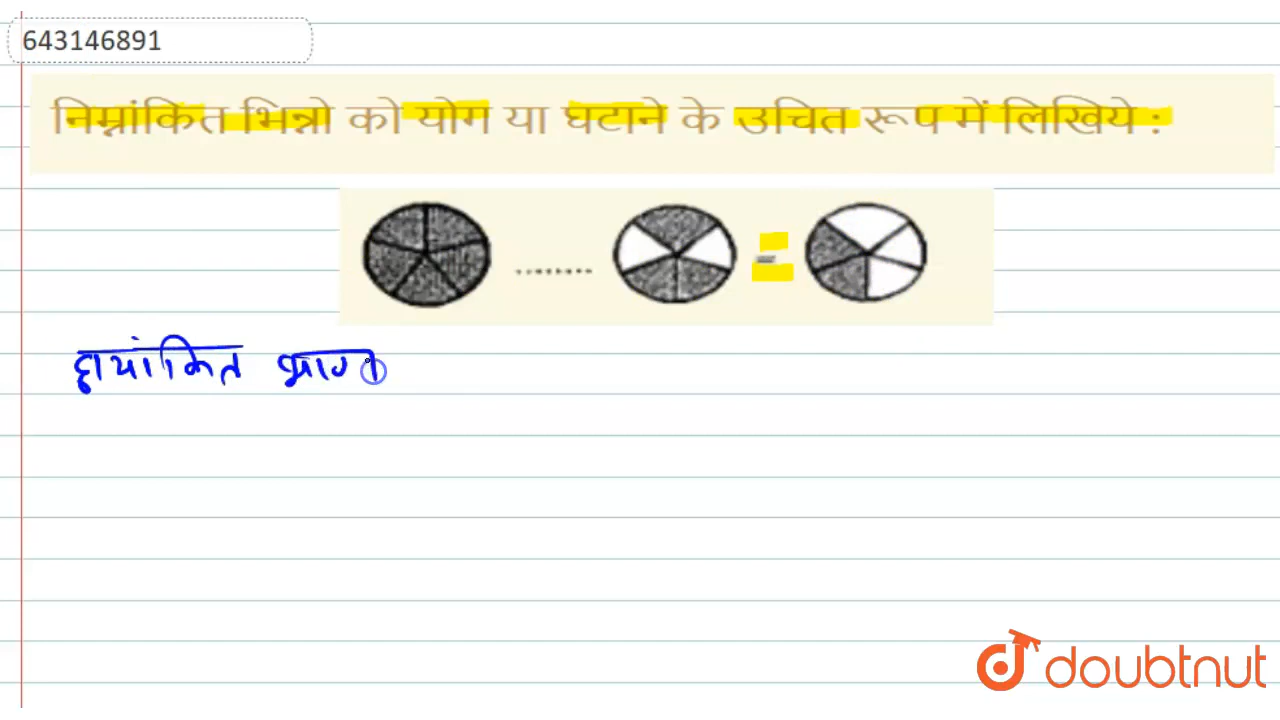 643146891
निम्नांकित भिन्नो को योग या घटाने के उचित रूप में लिखिये :
........ =
छायांकित भाग
doubtnut